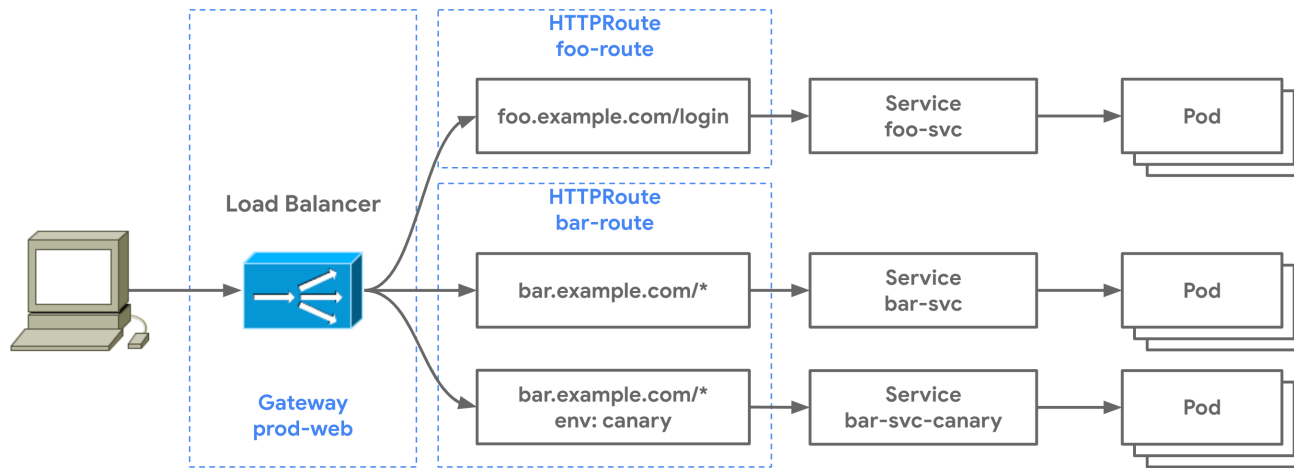 HTTPRoute
foo-route
foo.example.com/login
Service
foo-svc
Pod
Load Balancer
HTTPRoute
bar-route
bar.example.com/*
Service
bar-svc
Pod
Gateway
prod-web
bar.example.com/*
env: canary
Service
bar-svc-canary
Pod